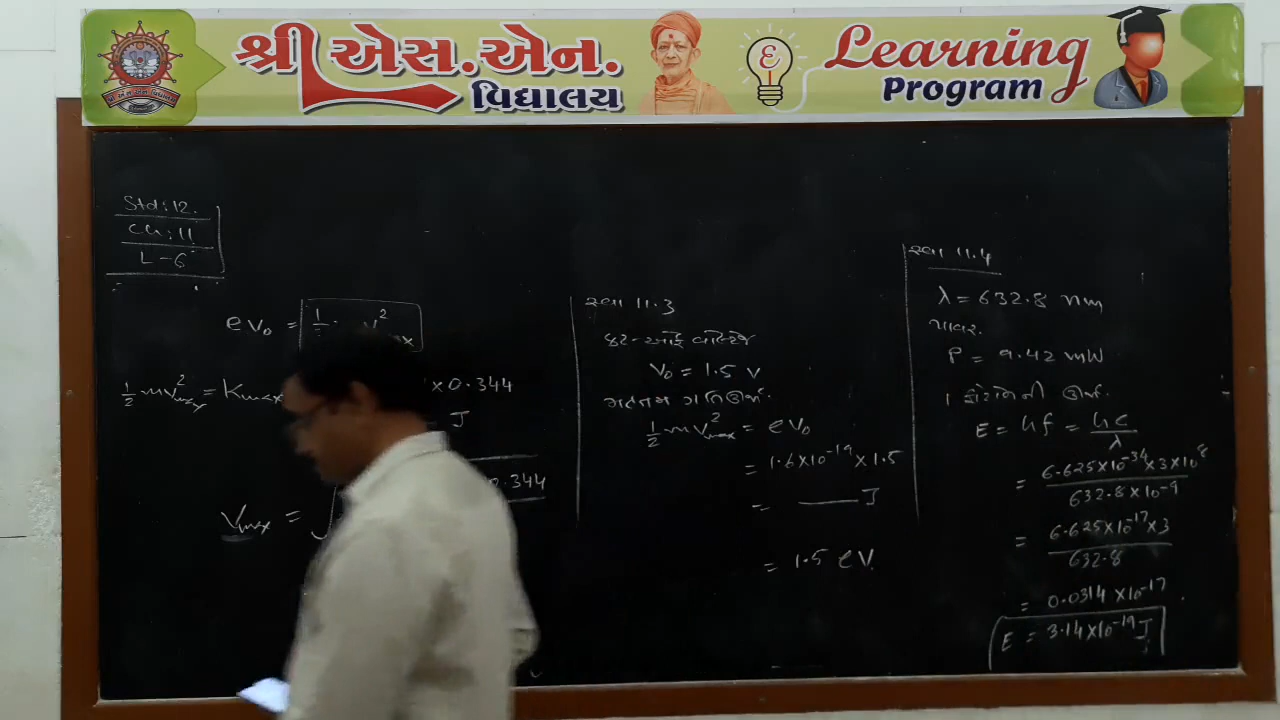 શ્રી એસ.એન.
વિદ્યાલય
Learning
Program
Std:12.
Ch:11
L-6
eV₀ =
½mV²max = Kmax
×0.344
J
0.344
Vmax =
સ્વા 11.3
કટ-ઓફ વોલ્ટેજ
V₀ = 1.5 V
મહત્તમ ગતિઊર્જા.
½mV²max = eV₀
= 1.6×10⁻¹⁹×1.5
= —— J
= 1.5 eV.
સ્વા 11.4
λ = 632.8 nm
પાવર.
P = 9.42 mW
1 ફોટોનની ઊર્જા.
E = hf = hc/λ
= 6.625×10⁻³⁴×3×10⁸ / 632.8×10⁻⁹
= 6.625×10⁻¹⁷×3 / 632.8
= 0.0314×10⁻¹⁷
E = 3.14×10⁻¹⁹ J